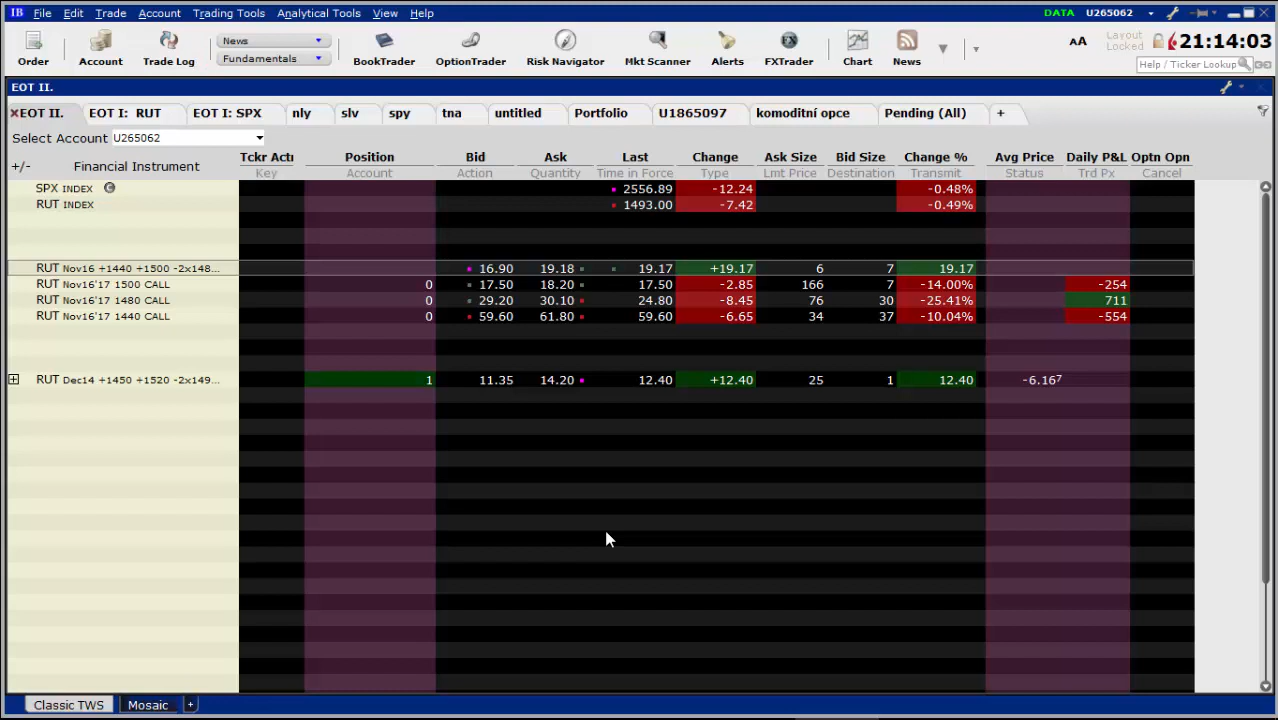 IB File Edit Trade Account Trading Tools Analytical Tools View Help DATA U265062
Order Account Trade Log News Fundamentals BookTrader OptionTrader Risk Navigator Mkt Scanner Alerts FXTrader Chart News AA Layout Locked 21:14:03
Help / Ticker Lookup
EOT II.
EOT II. EOT I: RUT EOT I: SPX nly slv spy tna untitled Portfolio U1865097 komoditní opce Pending (All) +
Select Account U265062
+/- Financial Instrument Tckr Acti Position Bid Ask Last Change Ask Size Bid Size Change % Avg Price Daily P&L Optn Opn
Key Account Action Quantity Time in Force Type Lmt Price Destination Transmit Status Trd Px Cancel
SPX INDEX C 2556.89 -12.24 -0.48%
RUT INDEX 1493.00 -7.42 -0.49%
RUT Nov16 +1440 +1500 -2x148... 16.90 19.18 19.17 +19.17 6 7 19.17
RUT Nov16'17 1500 CALL 0 17.50 18.20 17.50 -2.85 166 7 -14.00% -254
RUT Nov16'17 1480 CALL 0 29.20 30.10 24.80 -8.45 76 30 -25.41% 711
RUT Nov16'17 1440 CALL 0 59.60 61.80 59.60 -6.65 34 37 -10.04% -554
RUT Dec14 +1450 +1520 -2x149... 1 11.35 14.20 12.40 +12.40 25 1 12.40 -6.167
Classic TWS Mosaic +